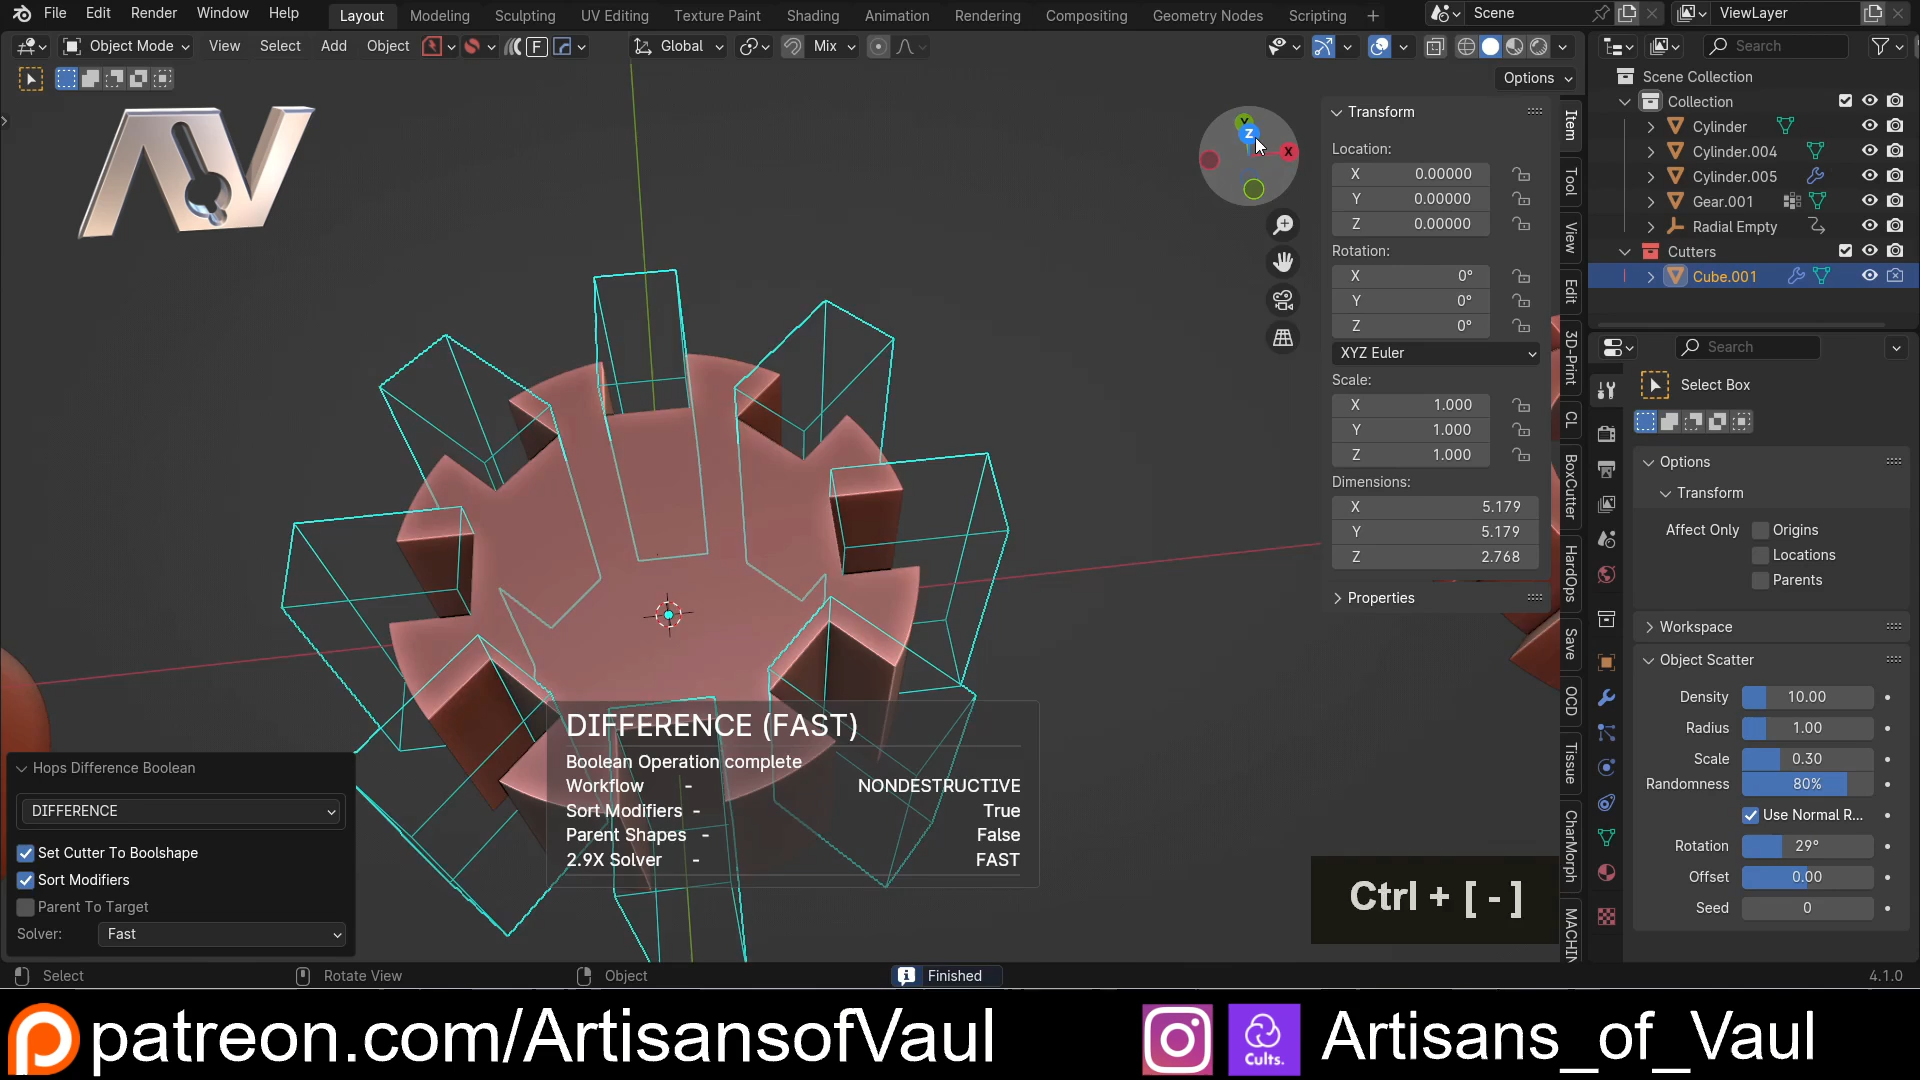 File Edit Render Window Help
Layout Modeling Sculpting UV Editing Texture Paint Shading Animation Rendering Compositing Geometry Nodes Scripting +
Scene ViewLayer
Object Mode View Select Add Object F Global Mix Search
Options
Scene Collection
Collection
Cylinder
Cylinder.004
Cylinder.005
Gear.001
Radial Empty
Cutters
Cube.001
AV
Y
Z
X
Transform
Location:
X 0.00000
Y 0.00000
Z 0.00000
Rotation:
X 0°
Y 0°
Z 0°
XYZ Euler
Scale:
X 1.000
Y 1.000
Z 1.000
Dimensions:
X 5.179
Y 5.179
Z 2.768
Properties
Item
Tool
View
Edit
3D-Print
CL
BoxCutter
HardOps
Save
OCD
Tissue
CharMorph
MACHIN
Search
Select Box
Options
Transform
Affect Only Origins
Locations
Parents
Workspace
Object Scatter
Density 10.00
Radius 1.00
Scale 0.30
Randomness 80%
Use Normal R...
Rotation 29°
Offset 0.00
Seed 0
Hops Difference Boolean
DIFFERENCE
Set Cutter To Boolshape
Sort Modifiers
Parent To Target
Solver: Fast
DIFFERENCE (FAST)
Boolean Operation complete
Workflow - NONDESTRUCTIVE
Sort Modifiers - True
Parent Shapes - False
2.9X Solver - FAST
Ctrl + [ - ]
Select Rotate View Object Finished 4.1.0
patreon.com/ArtisansofVaul Cults. Artisans_of_Vaul